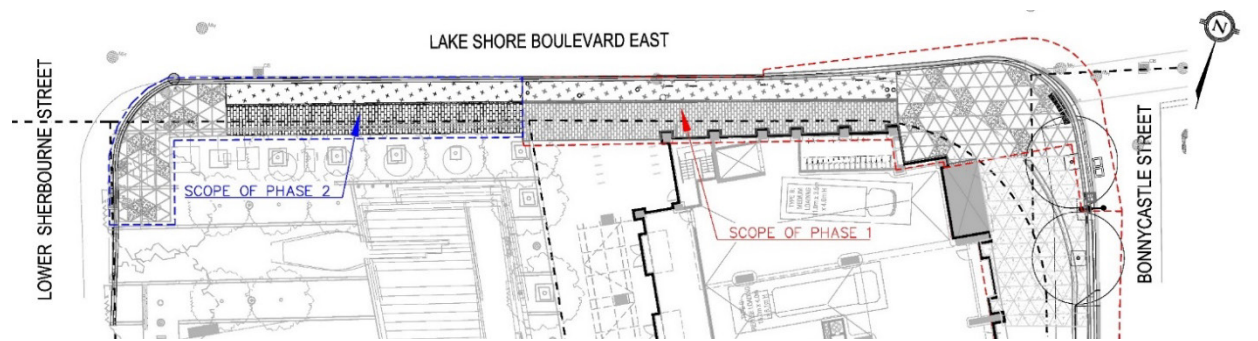 LAKE SHORE BOULEVARD EAST
N
LOWER SHERBOURNE STREET
BONNYCASTLE STREET
SCOPE OF PHASE 2
SCOPE OF PHASE 1